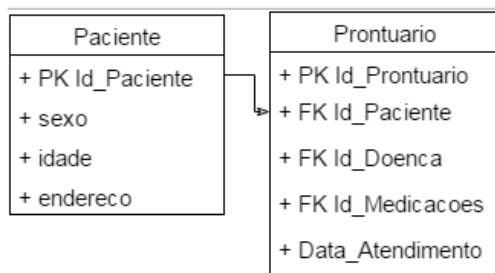 Paciente
+ PK Id_Paciente
+ sexo
+ idade
+ endereco
Prontuario
+ PK Id_Prontuario
+ FK Id_Paciente
+ FK Id_Doenca
+ FK Id_Medicacoes
+ Data_Atendimento